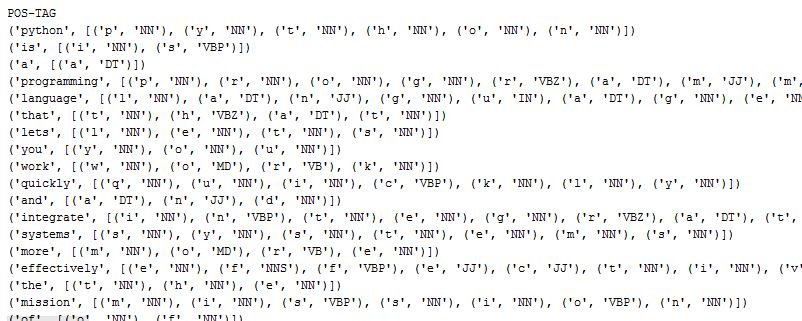 POS-TAG
('python', [('p', 'NN'), ('y', 'NN'), ('t', 'NN'), ('h', 'NN'), ('o', 'NN'), ('n', 'NN')])
('is', [('i', 'NN'), ('s', 'VBP')])
('a', [('a', 'DT')])
('programming', [('p', 'NN'), ('r', 'NN'), ('o', 'NN'), ('g', 'NN'), ('r', 'VBZ'), ('a', 'DT'), ('m', 'JJ'), ('m',
('language', [('l', 'NN'), ('a', 'DT'), ('n', 'JJ'), ('g', 'NN'), ('u', 'IN'), ('a', 'DT'), ('g', 'NN'), ('e', 'NN
('that', [('t', 'NN'), ('h', 'VBZ'), ('a', 'DT'), ('t', 'NN')])
('lets', [('l', 'NN'), ('e', 'NN'), ('t', 'NN'), ('s', 'NN')])
('you', [('y', 'NN'), ('o', 'NN'), ('u', 'NN')])
('work', [('w', 'NN'), ('o', 'MD'), ('r', 'VB'), ('k', 'NN')])
('quickly', [('q', 'NN'), ('u', 'NN'), ('i', 'NN'), ('c', 'VBP'), ('k', 'NN'), ('l', 'NN'), ('y', 'NN')])
('and', [('a', 'DT'), ('n', 'JJ'), ('d', 'NN')])
('integrate', [('i', 'NN'), ('n', 'VBP'), ('t', 'NN'), ('e', 'NN'), ('g', 'NN'), ('r', 'VBZ'), ('a', 'DT'), ('t',
('systems', [('s', 'NN'), ('y', 'NN'), ('s', 'NN'), ('t', 'NN'), ('e', 'NN'), ('m', 'NN'), ('s', 'NN')])
('more', [('m', 'NN'), ('o', 'MD'), ('r', 'VB'), ('e', 'NN')])
('effectively', [('e', 'NN'), ('f', 'NNS'), ('f', 'VBP'), ('e', 'JJ'), ('c', 'JJ'), ('t', 'NN'), ('i', 'NN'), ('v'
('the', [('t', 'NN'), ('h', 'NN'), ('e', 'NN')])
('mission', [('m', 'NN'), ('i', 'NN'), ('s', 'VBP'), ('s', 'NN'), ('i', 'NN'), ('o', 'VBP'), ('n', 'NN')])
('of', [('o', 'NN'), ('f', 'NN')])